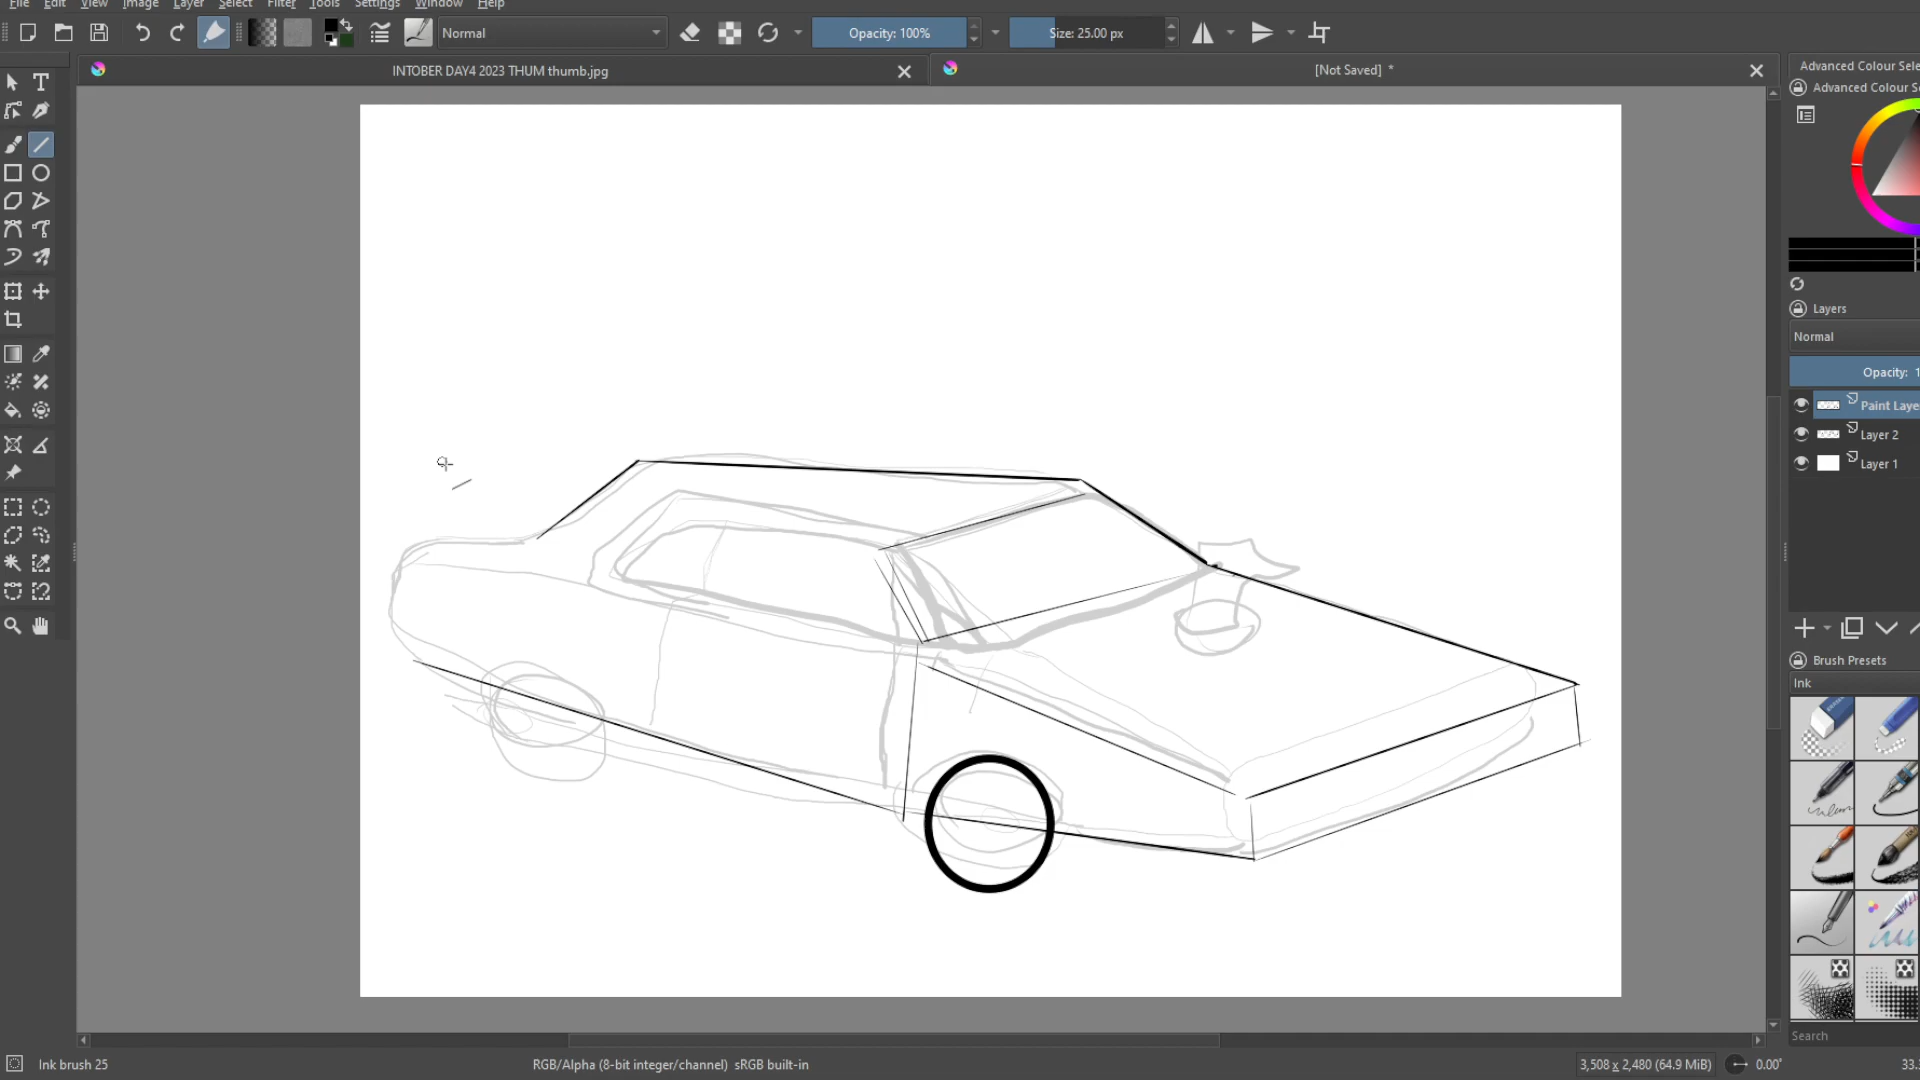 File Edit View Image Layer Select Filter Tools Settings Window Help
Normal
Opacity: 100%
Size: 25.00 px
INTOBER DAY4 2023 THUM thumb.jpg
[Not Saved] *
Advanced Colour Sele
Advanced Colour Se
Layers
Normal
Opacity: 1
Paint Laye
Layer 2
Layer 1
Brush Presets
Ink
Search
Ink brush 25
RGB/Alpha (8-bit integer/channel) sRGB built-in
3,508 x 2,480 (64.9 MiB)
0.00°
33.